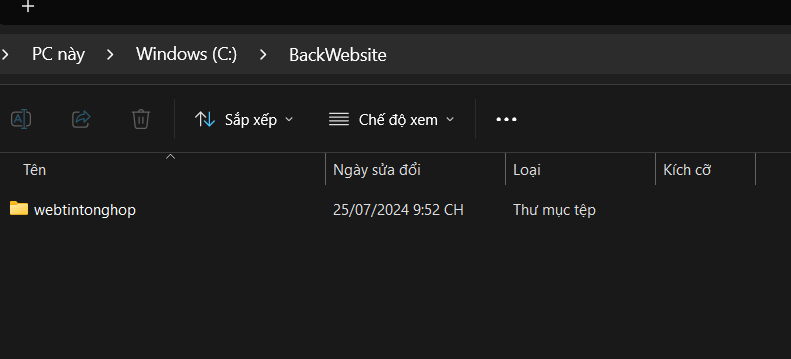 PC này > Windows (C:) > BackWebsite
Sắp xếp Chế độ xem
Tên Ngày sửa đổi Loại Kích cỡ
webtintonghop 25/07/2024 9:52 CH Thư mục tệp